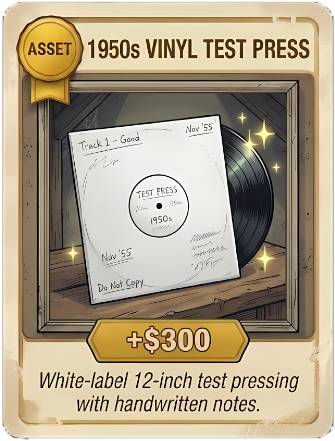 ASSET
1950s VINYL TEST PRESS
Track 1 - Good
Nov '55
TEST PRESS
1950s
Nov '55
Do Not Copy
+$300
White-label 12-inch test pressing
with handwritten notes.